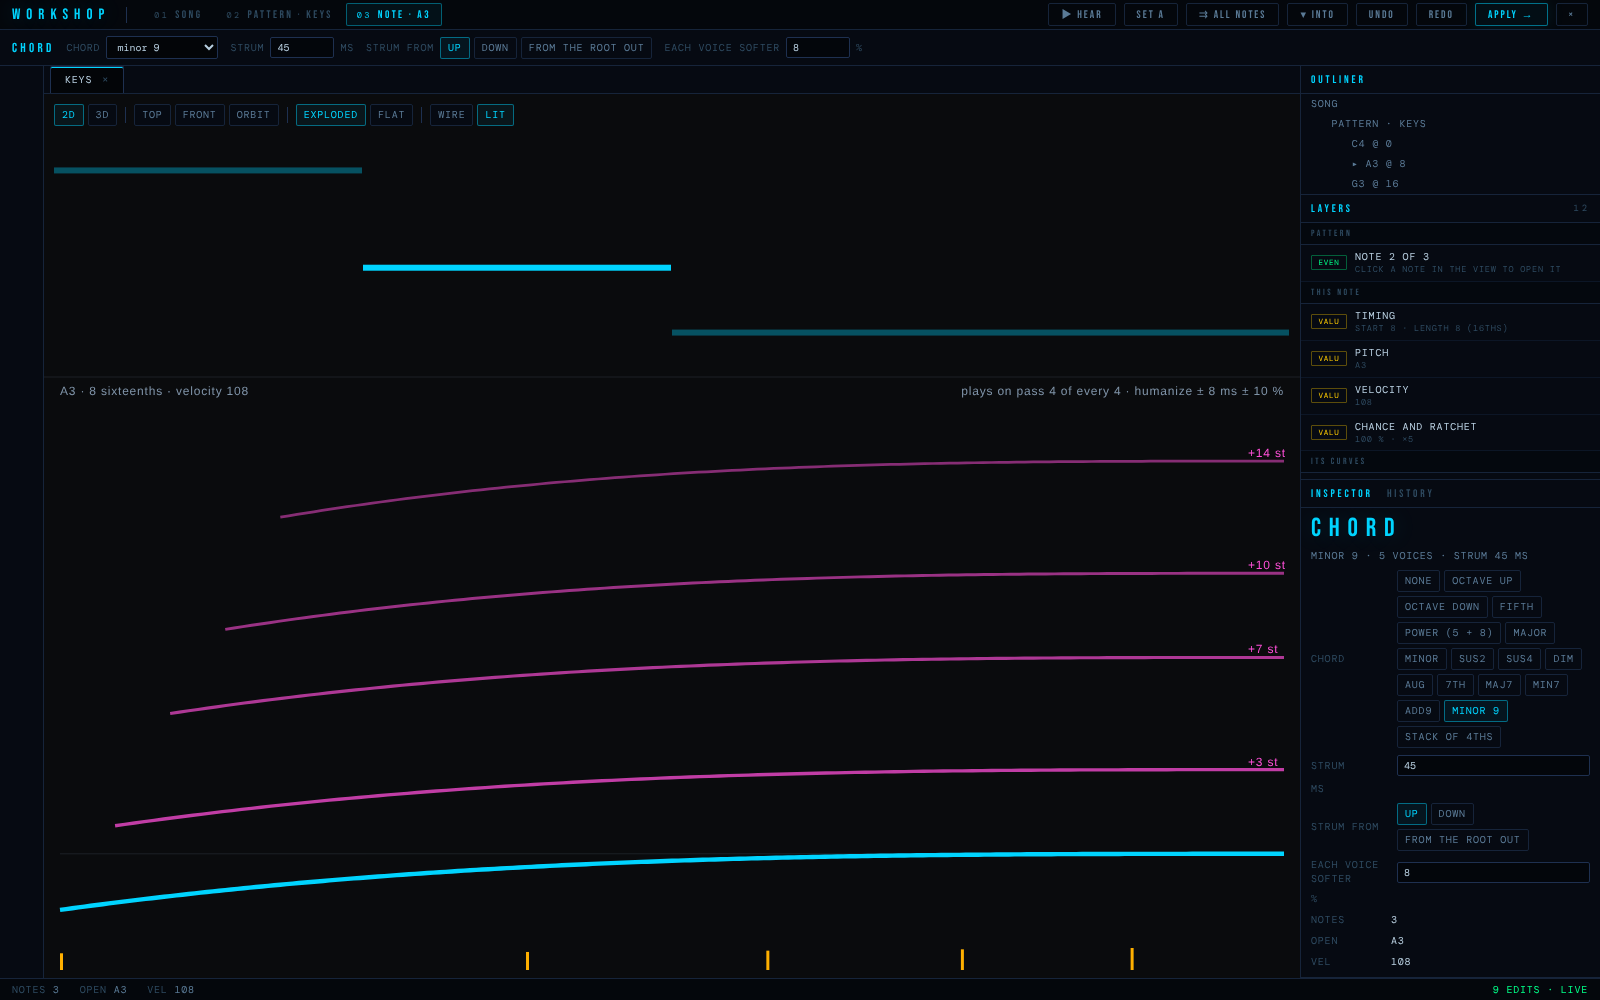 WORKSHOP
01 SONG
02 PATTERN · KEYS
03 NOTE · A3
▶ HEAR
SET A
⇉ ALL NOTES
▾ INTO
UNDO
REDO
APPLY →
×
CHORD
CHORD minor 9
STRUM 45 MS
STRUM FROM UP DOWN FROM THE ROOT OUT
EACH VOICE SOFTER 8 %
KEYS ×
2D 3D TOP FRONT ORBIT EXPLODED FLAT WIRE LIT
A3 · 8 sixteenths · velocity 108
plays on pass 4 of every 4 · humanize ± 8 ms ± 10 %
+14 st
+10 st
+7 st
+3 st
OUTLINER
SONG
PATTERN · KEYS
C4 @ 0
▸ A3 @ 8
G3 @ 16
LAYERS 12
PATTERN
EVEN NOTE 2 OF 3
CLICK A NOTE IN THE VIEW TO OPEN IT
THIS NOTE
VALU TIMING
START 8 · LENGTH 8 (16THS)
VALU PITCH
A3
VALU VELOCITY
108
VALU CHANCE AND RATCHET
100 % · ×5
ITS CURVES
INSPECTOR HISTORY
CHORD
MINOR 9 · 5 VOICES · STRUM 45 MS
CHORD
NONE OCTAVE UP
OCTAVE DOWN FIFTH
POWER (5 + 8) MAJOR
MINOR SUS2 SUS4 DIM
AUG 7TH MAJ7 MIN7
ADD9 MINOR 9
STACK OF 4THS
STRUM 45
MS
STRUM FROM UP DOWN
FROM THE ROOT OUT
EACH VOICE SOFTER 8
%
NOTES 3
OPEN A3
VEL 108
NOTES 3 OPEN A3 VEL 108
9 EDITS · LIVE